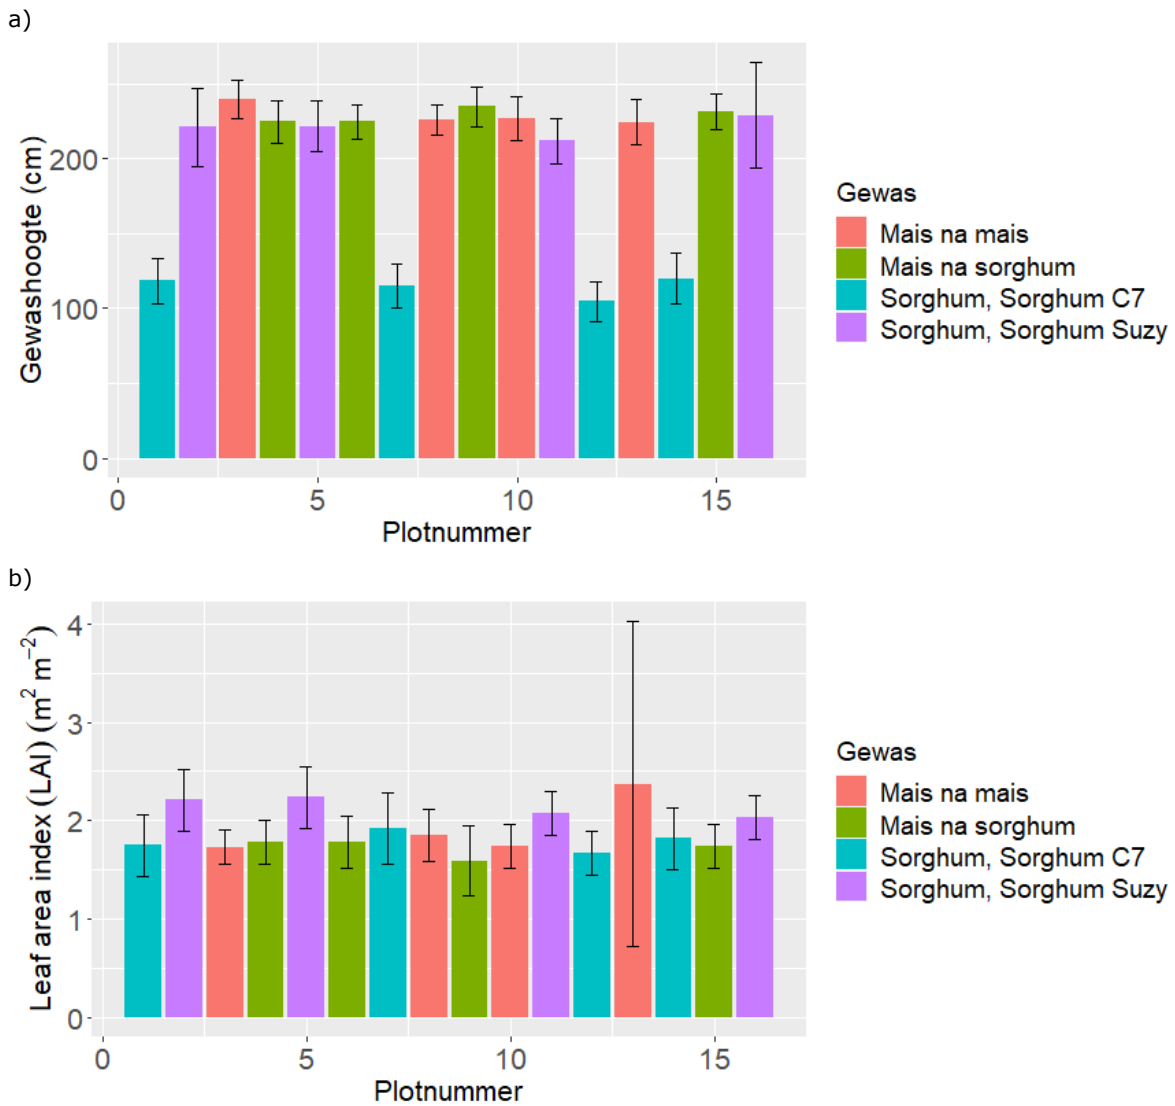 a)
Gewashoogte (cm)
200
100
0
0 5 10 15
Plotnummer
Gewas
Mais na mais
Mais na sorghum
Sorghum, Sorghum C7
Sorghum, Sorghum Suzy
b)
Leaf area index (LAI) (m² m⁻²)
4
3
2
1
0
0 5 10 15
Plotnummer
Gewas
Mais na mais
Mais na sorghum
Sorghum, Sorghum C7
Sorghum, Sorghum Suzy